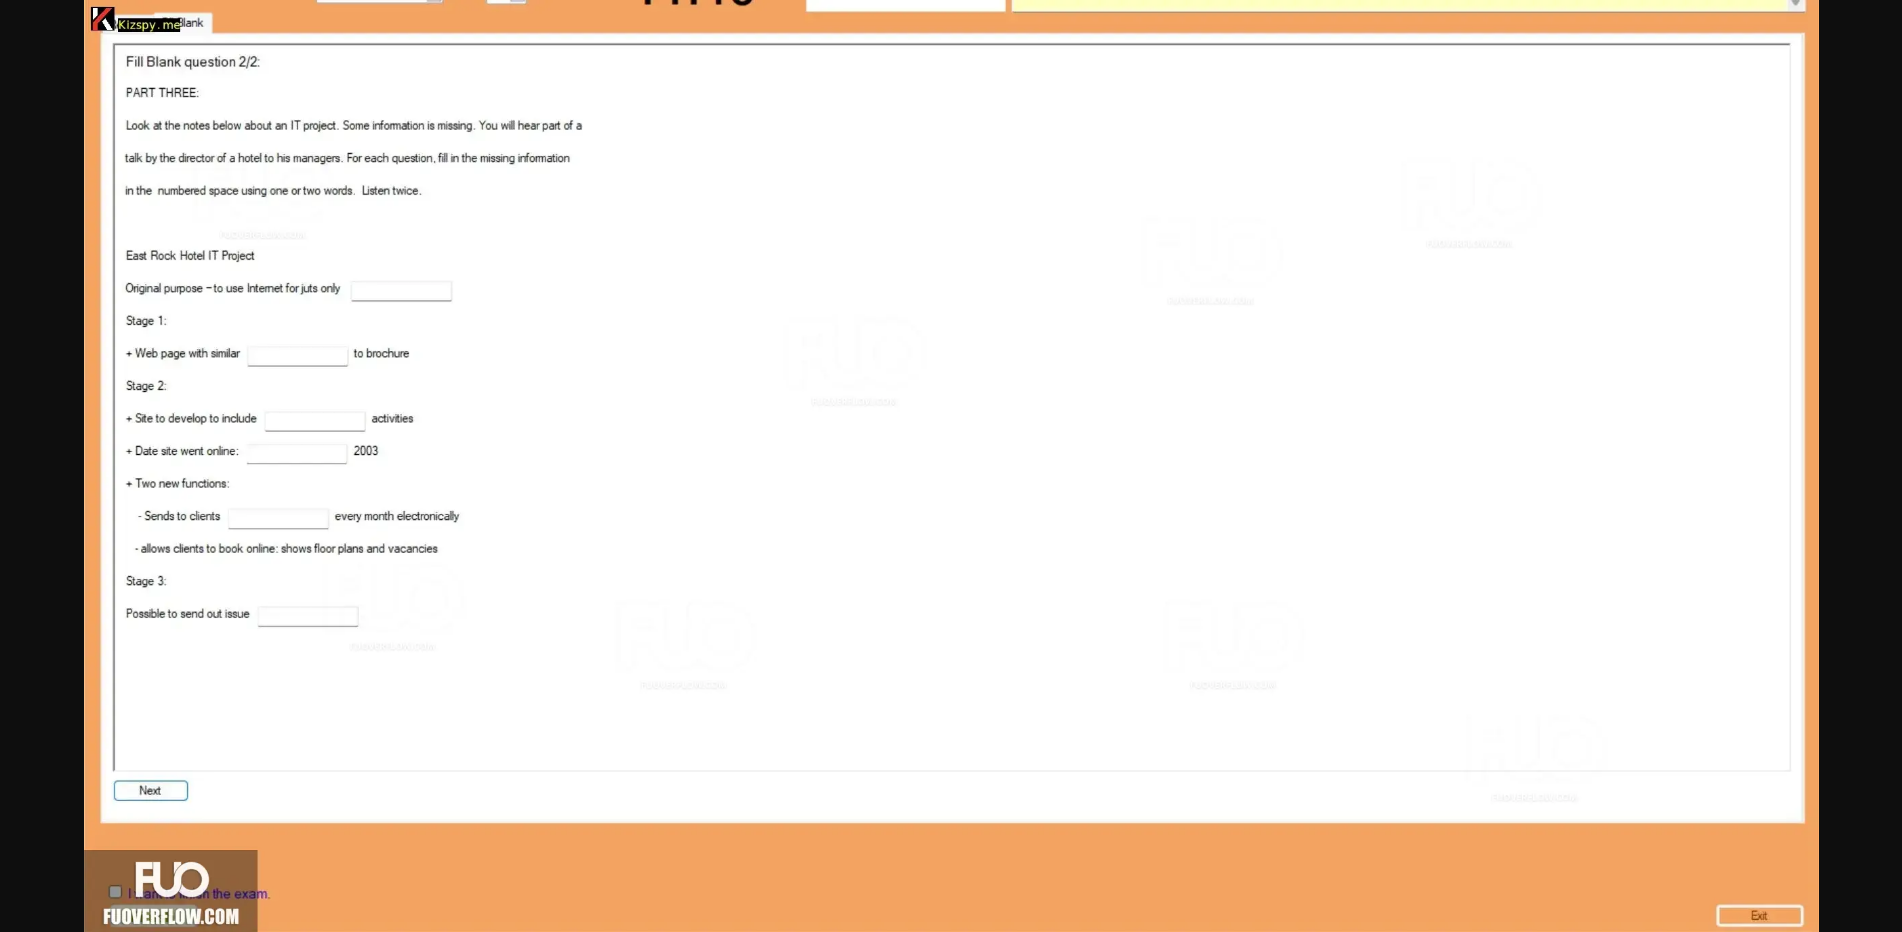 Kizspy.me
Blank
Fill Blank question 2/2:
PART THREE:
Look at the notes below about an IT project. Some information is missing. You will hear part of a
talk by the director of a hotel to his managers. For each question, fill in the missing information
in the numbered space using one or two words. Listen twice.
East Rock Hotel IT Project
Original purpose – to use Internet for juts only
Stage 1:
+ Web page with similar to brochure
Stage 2:
+ Site to develop to include activities
+ Date site went online: 2003
+ Two new functions:
- Sends to clients every month electronically
- allows clients to book online: shows floor plans and vacancies
Stage 3:
Possible to send out issue
Next
FUO
I the exam.
FUOVERFLOW.COM
Exit